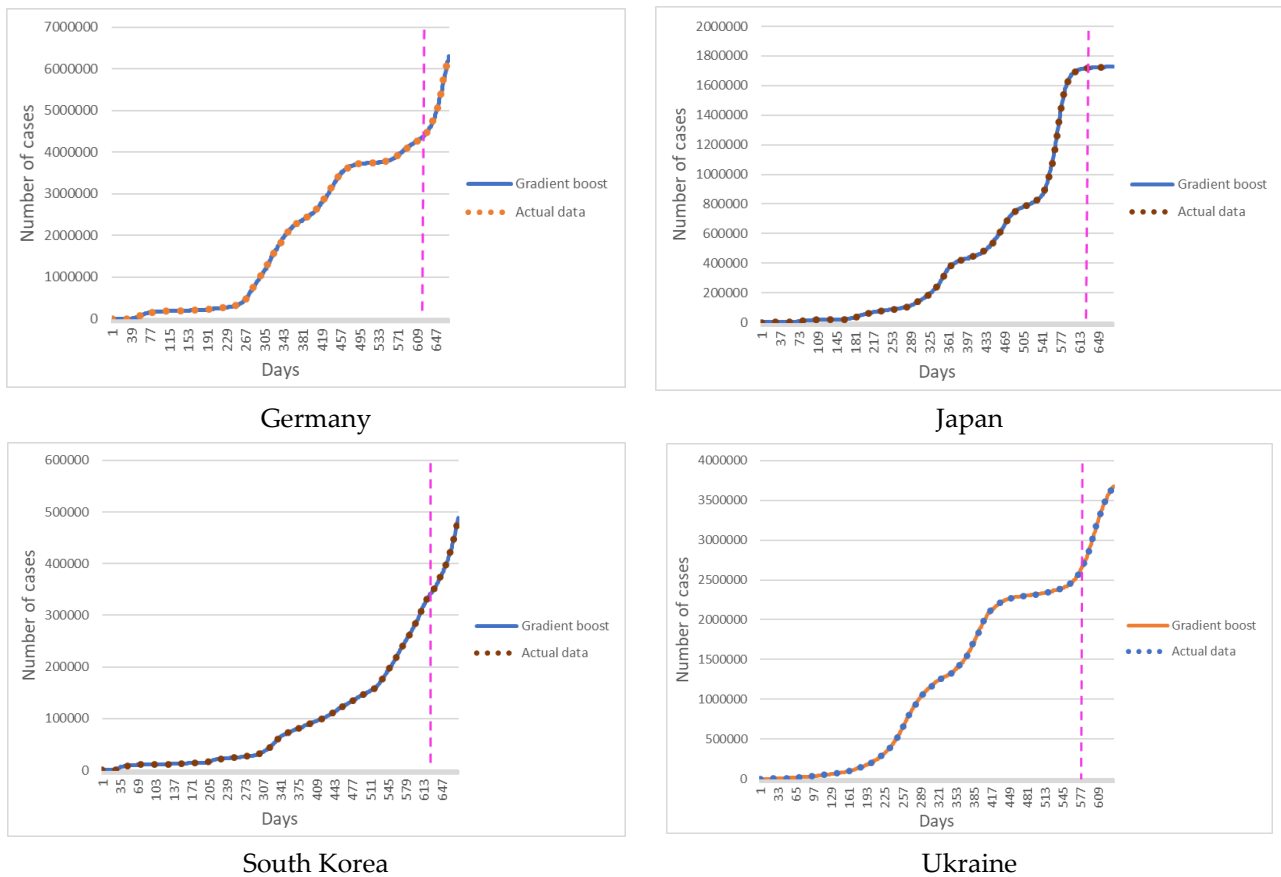 7000000
6000000
5000000
4000000
3000000
2000000
1000000
0
Number of cases
1 39 77 115 153 191 229 267 305 343 381 419 457 495 533 571 609 647
Days
Gradient boost
Actual data
Germany
2000000
1800000
1600000
1400000
1200000
1000000
800000
600000
400000
200000
0
Number of cases
1 37 73 109 145 181 217 253 289 325 361 397 433 469 505 541 577 613 649
Days
Gradient boost
Actual data
Japan
600000
500000
400000
300000
200000
100000
0
Number of cases
1 35 69 103 137 171 205 239 273 307 341 375 409 443 477 511 545 579 613 647
Days
Gradient boost
Actual data
South Korea
4000000
3500000
3000000
2500000
2000000
1500000
1000000
500000
0
Number of cases
1 33 65 97 129 161 193 225 257 289 321 353 385 417 449 481 513 545 577 609
Days
Gradient boost
Actual data
Ukraine